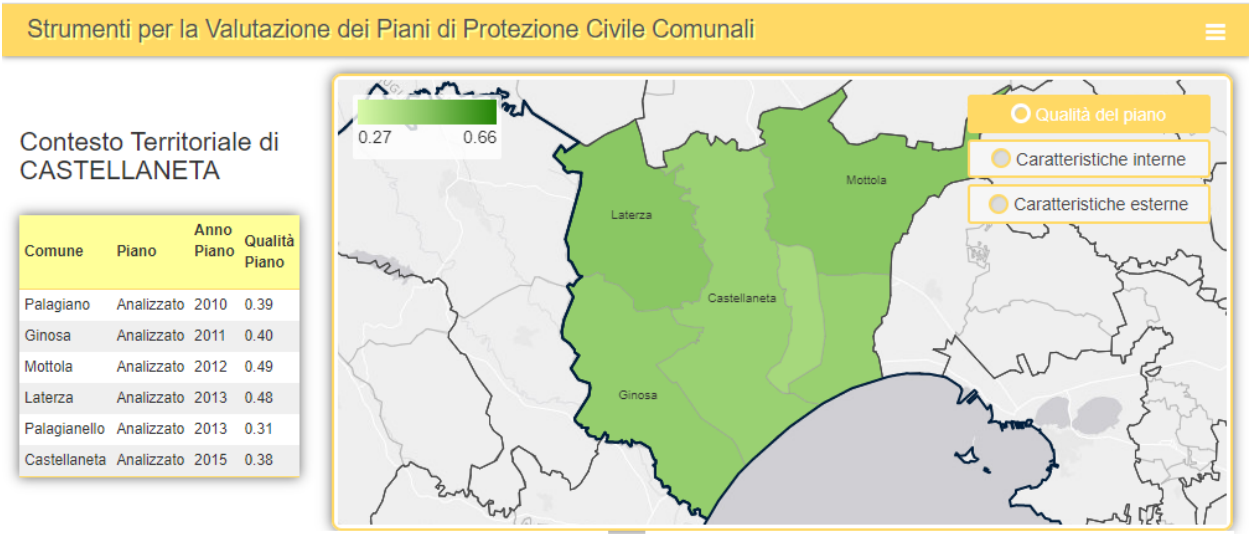 Strumenti per la Valutazione dei Piani di Protezione Civile Comunali
Contesto Territoriale di
CASTELLANETA
Comune Piano Anno Piano Qualità Piano
Palagiano Analizzato 2010 0.39
Ginosa Analizzato 2011 0.40
Mottola Analizzato 2012 0.49
Laterza Analizzato 2013 0.48
Palagianello Analizzato 2013 0.31
Castellaneta Analizzato 2015 0.38
0.27 0.66
Qualità del piano
Caratteristiche interne
Caratteristiche esterne
Mottola
Laterza
Castellaneta
Ginosa